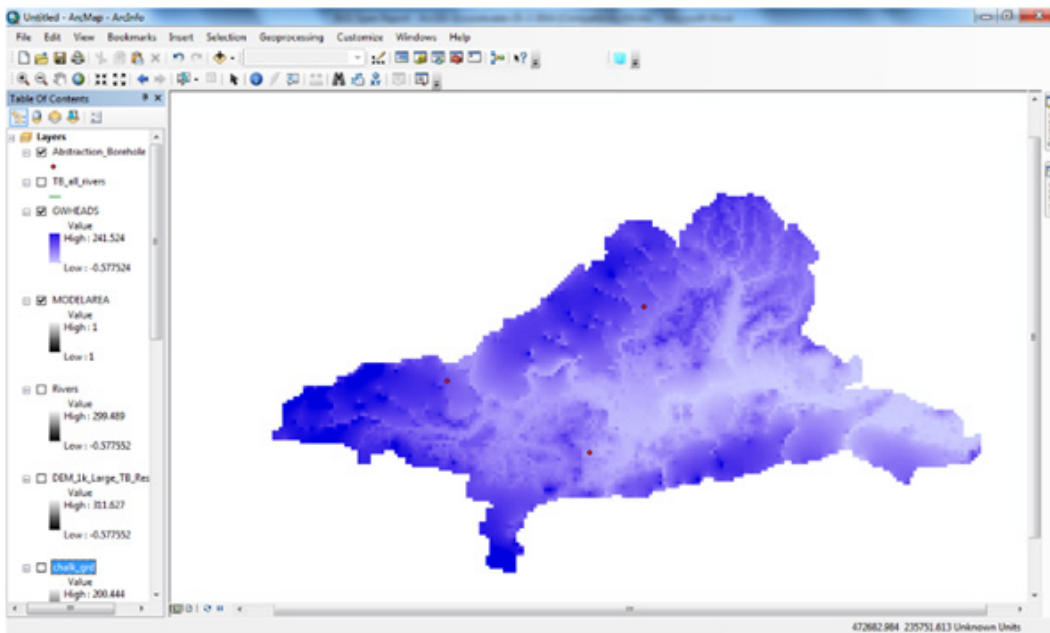 Untitled - ArcMap - ArcInfo
File Edit View Bookmarks Insert Selection Geoprocessing Customize Windows Help
Table Of Contents
Layers
Abstraction_Borehole
TB_all_rivers
GWHEADS
Value
High : 241.524
Low : -0.577524
MODELAREA
Value
High : 1
Low : 1
Rivers
Value
High : 299.489
Low : -0.577552
DEM_1k_Large_TB_Res
Value
High : 311.627
Low : -0.577552
chalk_grd
Value
High : 200.444
472682.984 235751.613 Unknown Units